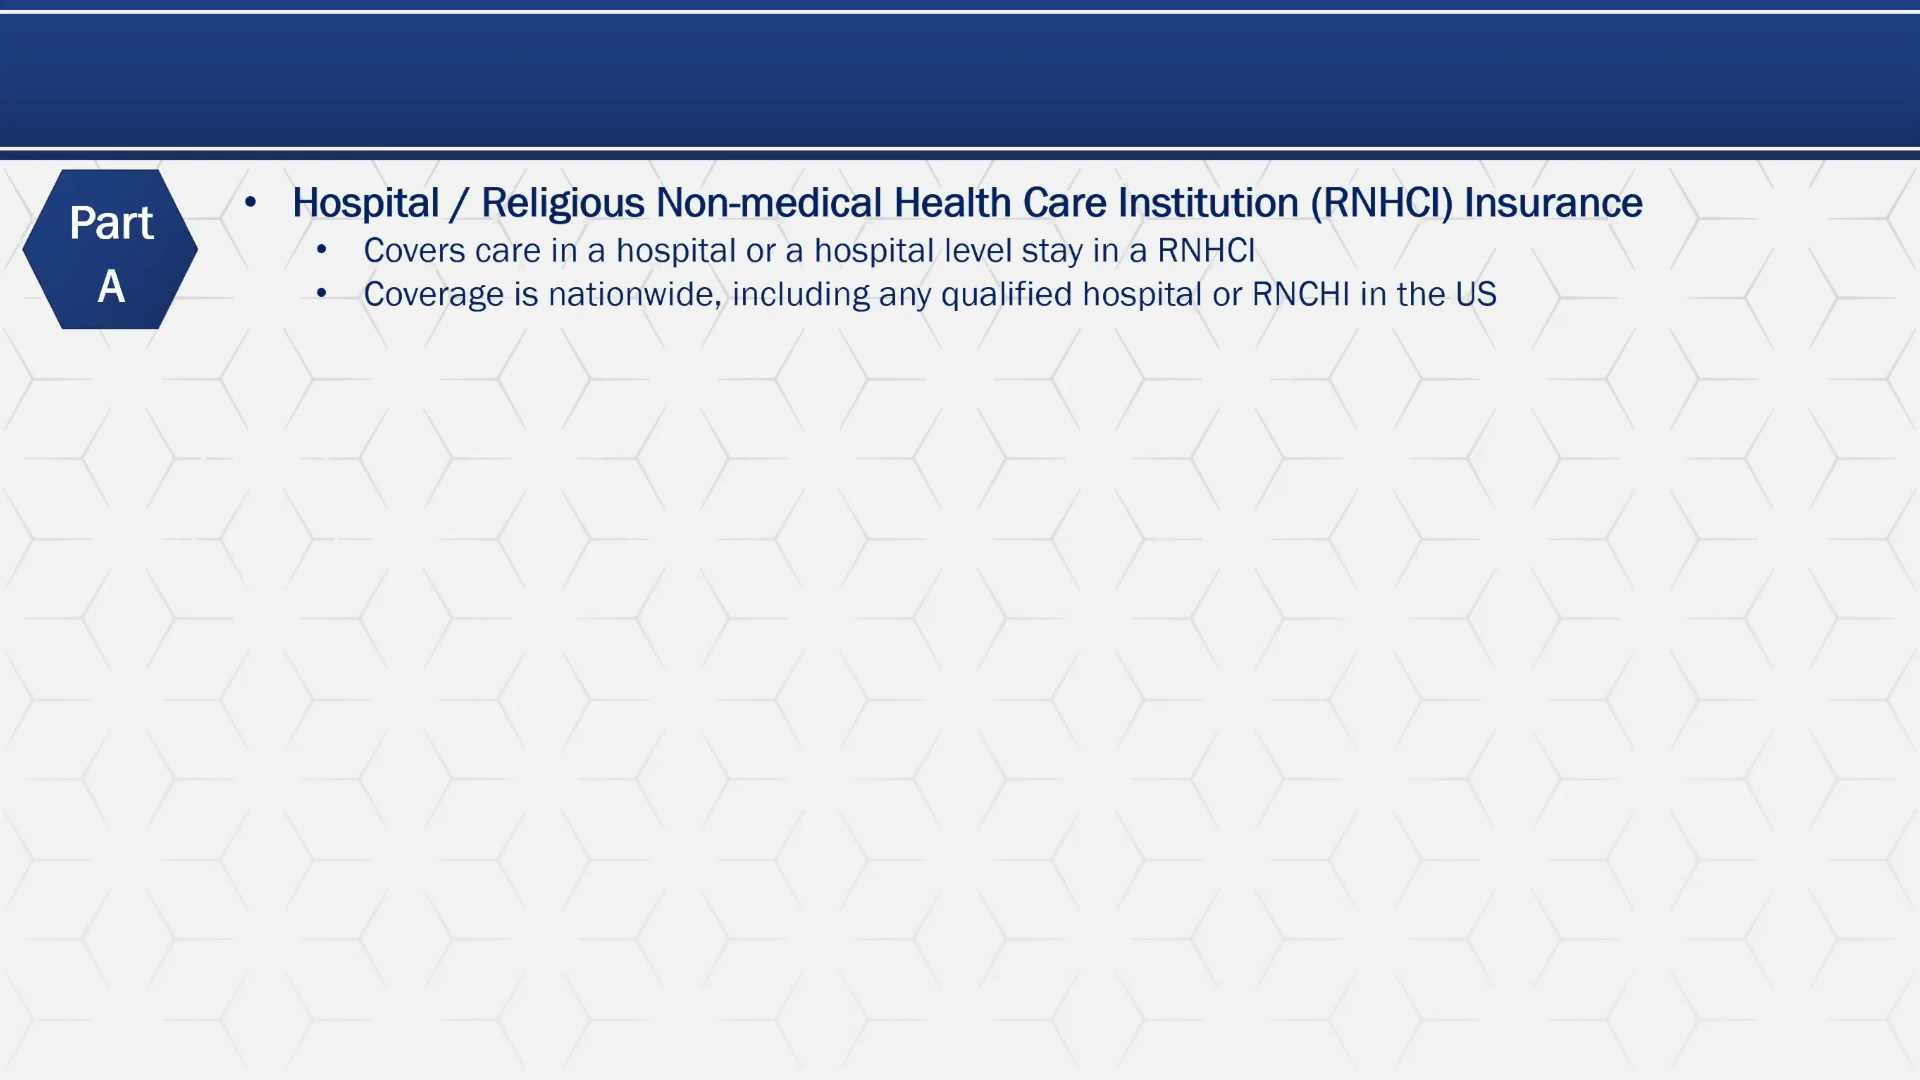 Part
A
• Hospital / Religious Non-medical Health Care Institution (RNHCI) Insurance
• Covers care in a hospital or a hospital level stay in a RNHCI
• Coverage is nationwide, including any qualified hospital or RNCHI in the US